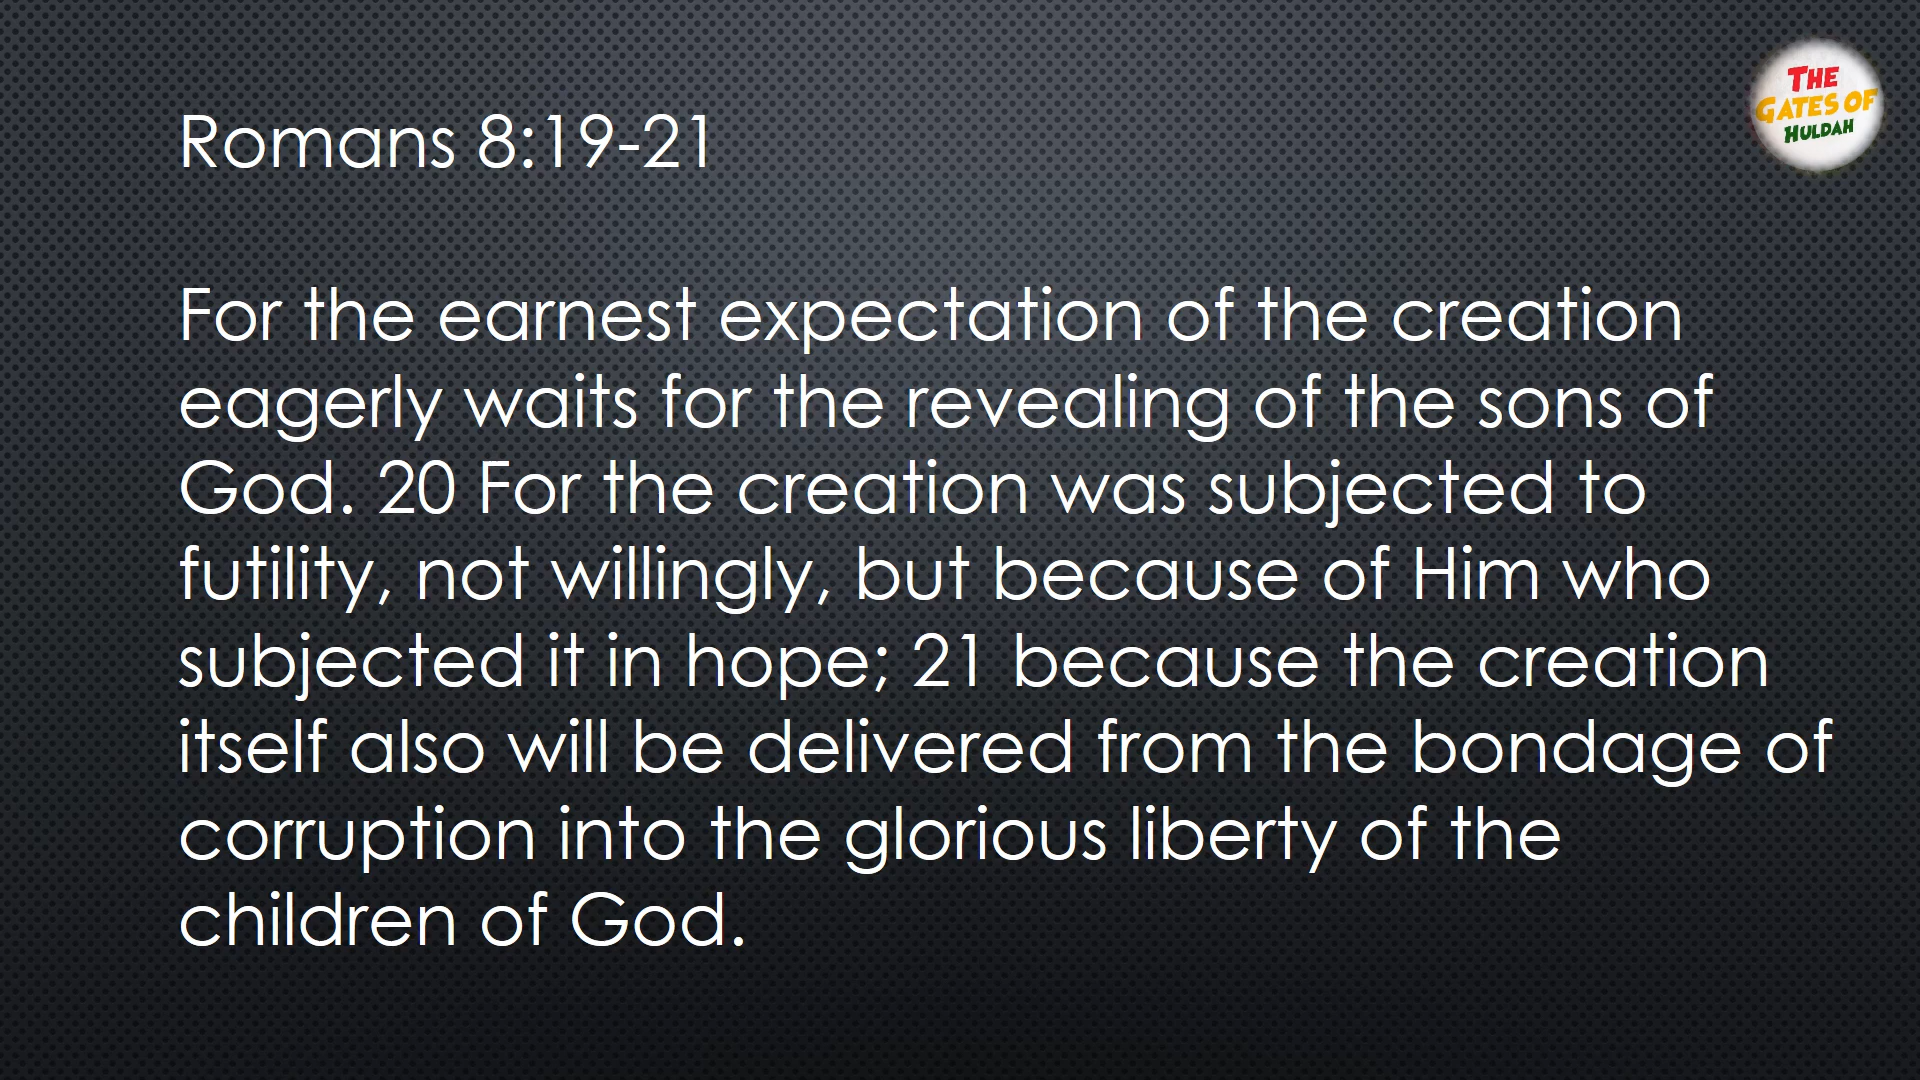 The
Gates of
Huldah
Romans 8:19-21
For the earnest expectation of the creation
eagerly waits for the revealing of the sons of
God. 20 For the creation was subjected to
futility, not willingly, but because of Him who
subjected it in hope; 21 because the creation
itself also will be delivered from the bondage of
corruption into the glorious liberty of the
children of God.